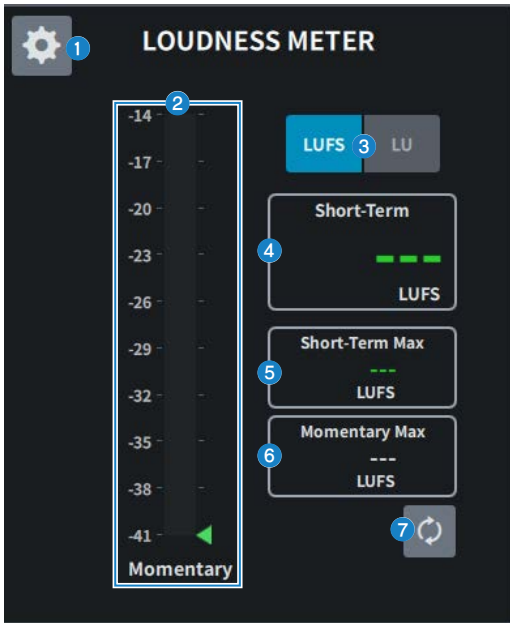 1
LOUDNESS METER
2
-14
-17
-20
-23
-26
-29
-32
-35
-38
-41
Momentary
LUFS 3 LU
4
Short-Term
---
LUFS
5
Short-Term Max
---
LUFS
6
Momentary Max
---
LUFS
7